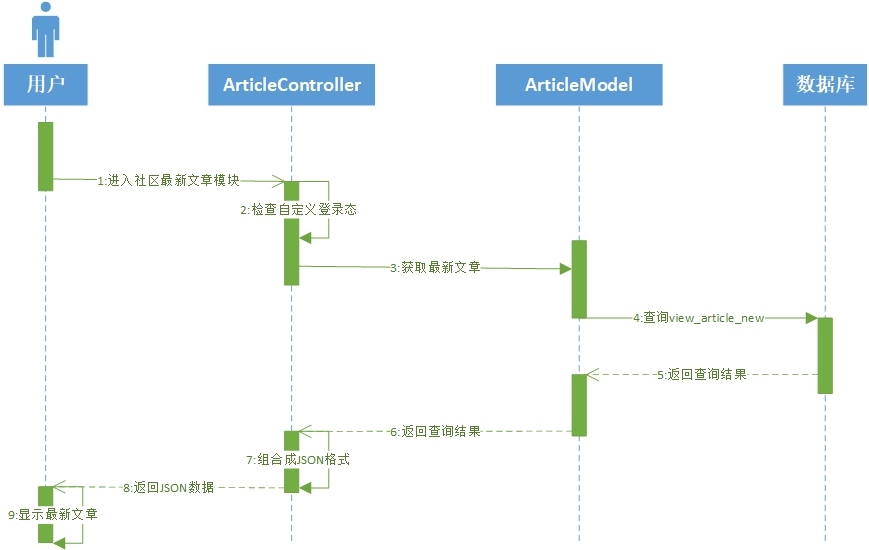 用户
ArticleController
ArticleModel
数据库
1:进入社区最新文章模块
2:检查自定义登录态
3:获取最新文章
4:查询view_article_new
5:返回查询结果
6:返回查询结果
7:组合成JSON格式
8:返回JSON数据
9:显示最新文章